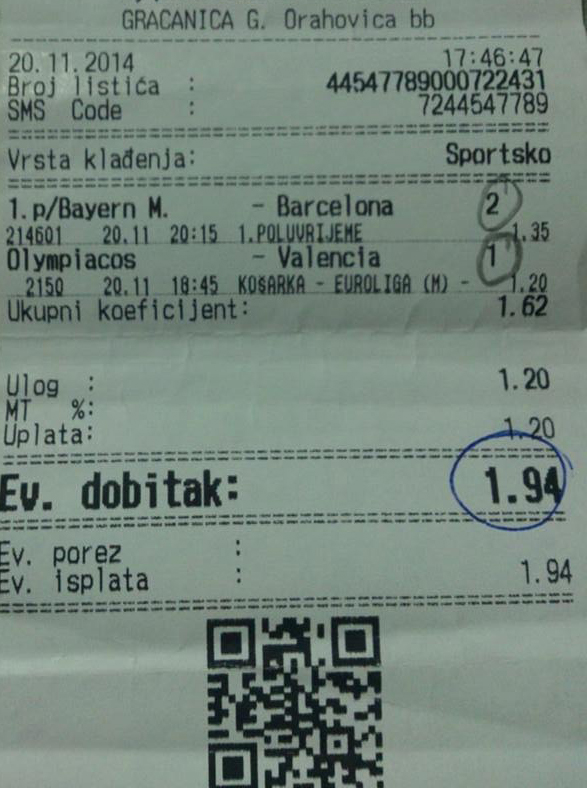 GRACANICA G. Orahovica bb
20.11.2014 17:46:47
Broj listića : 44547789000722431
SMS Code : 7244547789
Vrsta klađenja: Sportsko
1.p/Bayern M. - Barcelona 2
214601 20.11 20:15 1.POLUVRIJEME 1.35
Olympiacos - Valencia 1
2150 20.11 18:45 KOŠARKA - EUROLIGA (M) - 1.20
Ukupni koeficijent: 1.62
Ulog : 1.20
MT %:
Uplata: 1.20
Ev. dobitak: 1.94
Ev. porez :
Ev. isplata : 1.94